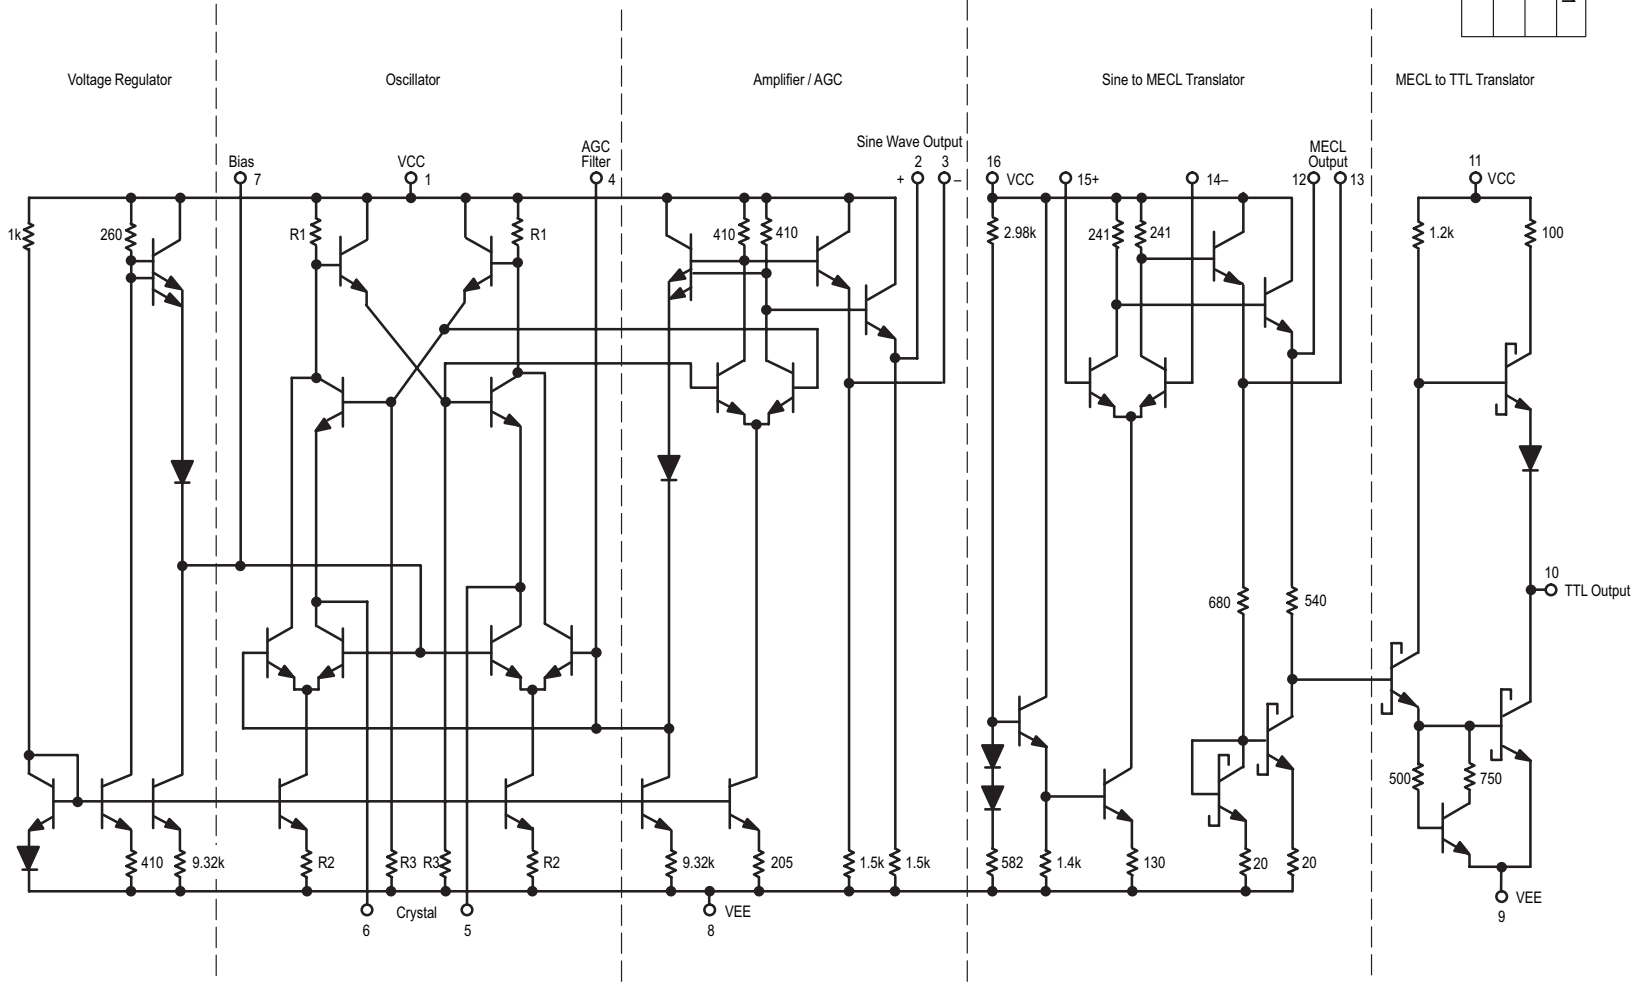 Voltage Regulator
Oscillator
Amplifier / AGC
Sine to MECL Translator
MECL to TTL Translator
Sine Wave Output
AGC
Filter
MECL
Output
Bias
VCC
2 3
16
11
7
1
4
+
–
VCC
15+
14–
12
13
VCC
1k
260
R1
R1
410
410
2.98k
241
241
1.2k
100
10
TTL Output
680
540
500
750
410
9.32k
R2
R3
R3
R2
9.32k
205
1.5k
1.5k
582
1.4k
130
20
20
Crystal
VEE
VEE
6
5
8
9